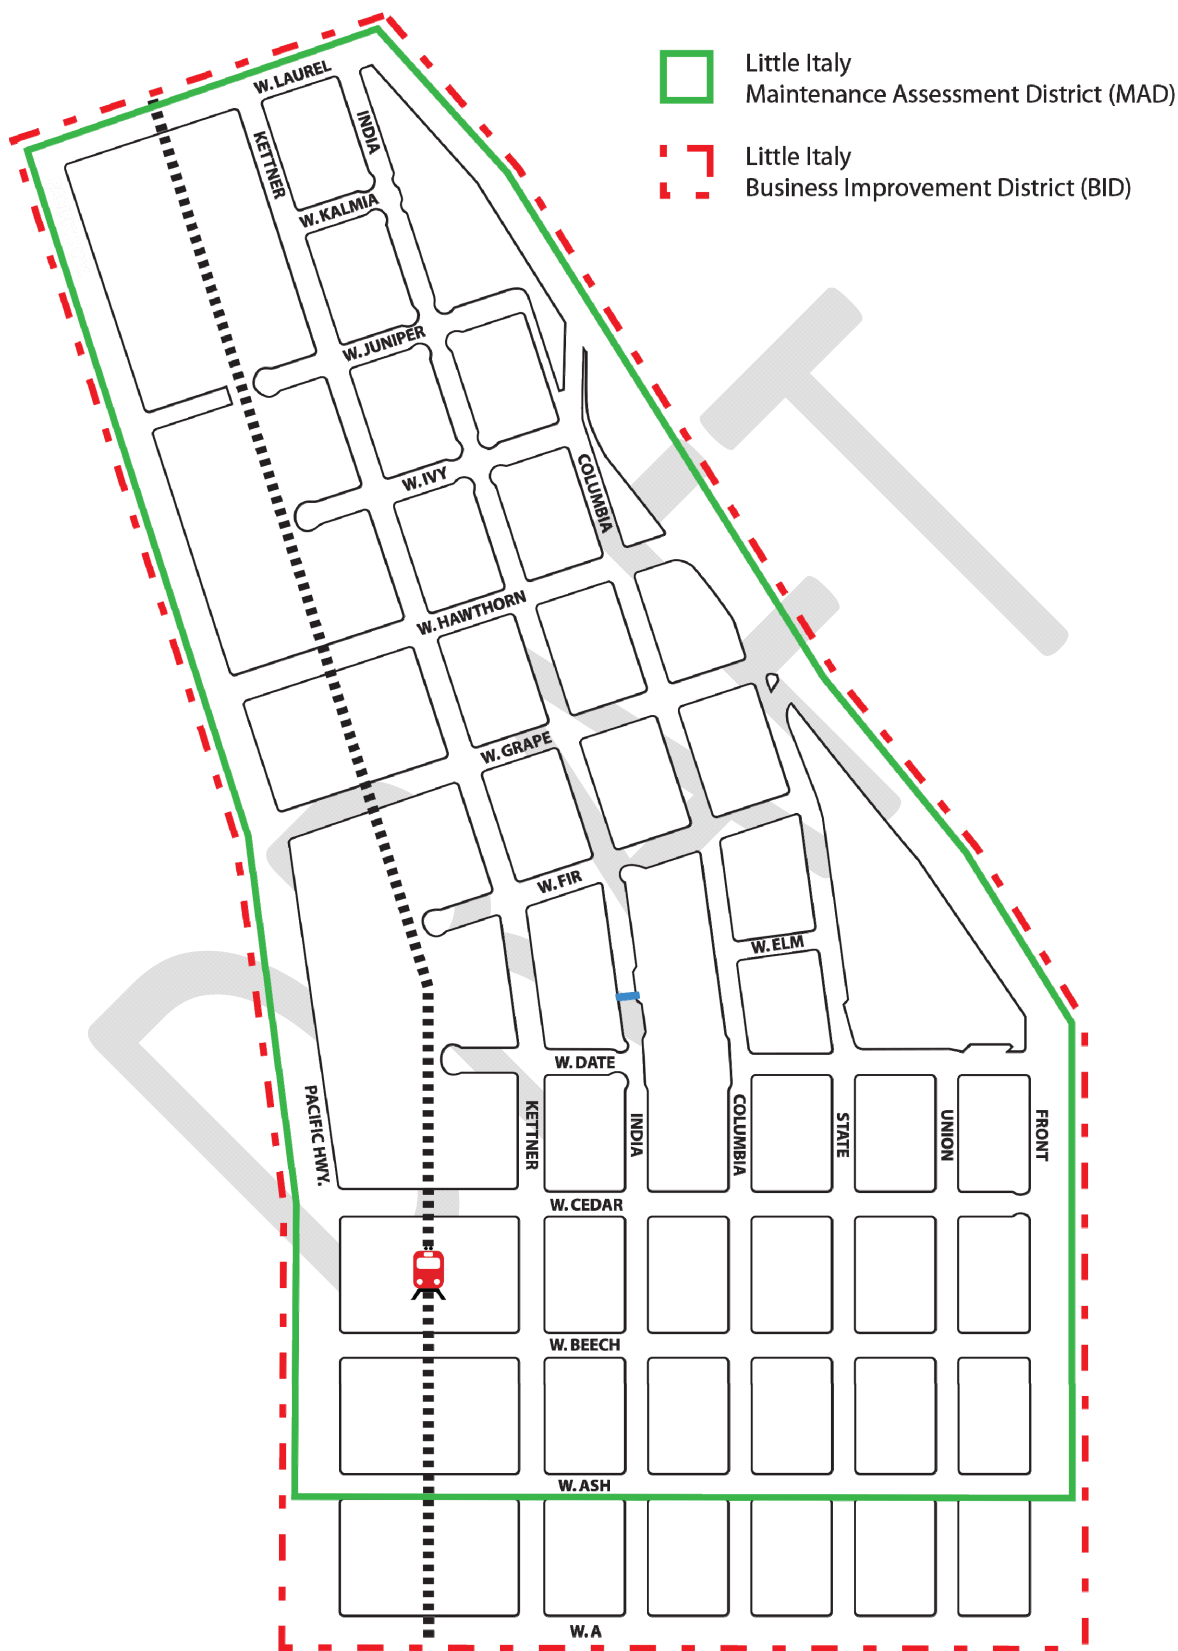 Little Italy
Maintenance Assessment District (MAD)
Little Italy
Business Improvement District (BID)
W. LAUREL
INDIA
KETTNER
W. KALMIA
W. JUNIPER
W. IVY
COLUMBIA
W. HAWTHORN
W. GRAPE
W. FIR
W. ELM
W. DATE
PACIFIC HWY.
KETTNER
INDIA
COLUMBIA
STATE
UNION
FRONT
W. CEDAR
W. BEECH
W. ASH
W. A
DRAFT